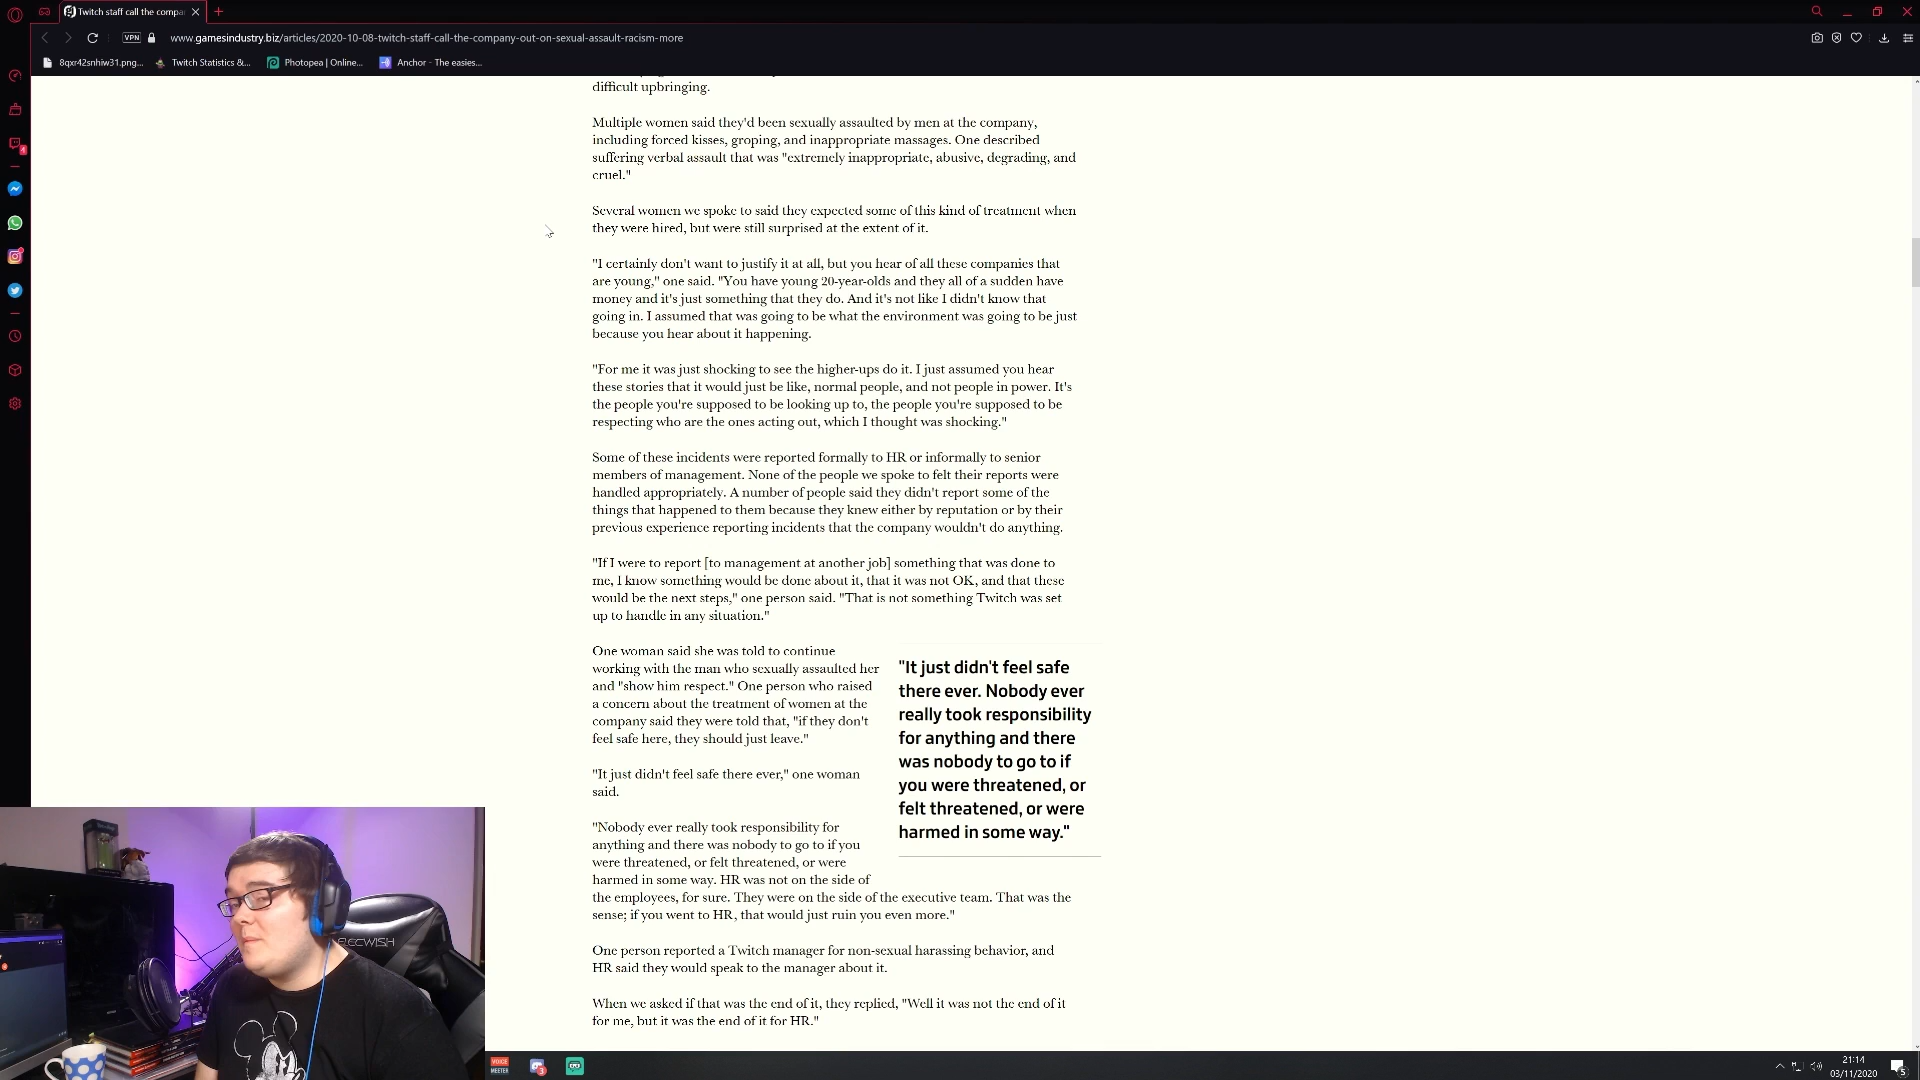 Twitch staff call the compa
VPN
www.gamesindustry.biz/articles/2020-10-08-twitch-staff-call-the-company-out-on-sexual-assault-racism-more
8qxr42snhiw31.png...
Twitch Statistics &...
Photopea | Online...
Anchor - The easies...
difficult upbringing.
Multiple women said they'd been sexually assaulted by men at the company,
including forced kisses, groping, and inappropriate massages. One described
suffering verbal assault that was "extremely inappropriate, abusive, degrading, and
cruel."
Several women we spoke to said they expected some of this kind of treatment when
they were hired, but were still surprised at the extent of it.
"I certainly don't want to justify it at all, but you hear of all these companies that
are young," one said. "You have young 20-year-olds and they all of a sudden have
money and it's just something that they do. And it's not like I didn't know that
going in. I assumed that was going to be what the environment was going to be just
because you hear about it happening.
"For me it was just shocking to see the higher-ups do it. I just assumed you hear
these stories that it would just be like, normal people, and not people in power. It's
the people you're supposed to be looking up to, the people you're supposed to be
respecting who are the ones acting out, which I thought was shocking."
Some of these incidents were reported formally to HR or informally to senior
members of management. None of the people we spoke to felt their reports were
handled appropriately. A number of people said they didn't report some of the
things that happened to them because they knew either by reputation or by their
previous experience reporting incidents that the company wouldn't do anything.
"If I were to report [to management at another job] something that was done to
me, I know something would be done about it, that it was not OK, and that these
would be the next steps," one person said. "That is not something Twitch was set
up to handle in any situation."
One woman said she was told to continue
working with the man who sexually assaulted her
and "show him respect." One person who raised
a concern about the treatment of women at the
company said they were told that, "if they don't
feel safe here, they should just leave."
"It just didn't feel safe there ever," one woman
said.
"It just didn't feel safe
there ever. Nobody ever
really took responsibility
for anything and there
was nobody to go to if
you were threatened, or
felt threatened, or were
harmed in some way."
"Nobody ever really took responsibility for
anything and there was nobody to go to if you
were threatened, or felt threatened, or were
harmed in some way. HR was not on the side of
the employees, for sure. They were on the side of the executive team. That was the
sense; if you went to HR, that would just ruin you even more."
One person reported a Twitch manager for non-sexual harassing behavior, and
HR said they would speak to the manager about it.
When we asked if that was the end of it, they replied, "Well it was not the end of it
for me, but it was the end of it for HR."
VOICE
MEETER
21:14
03/11/2020